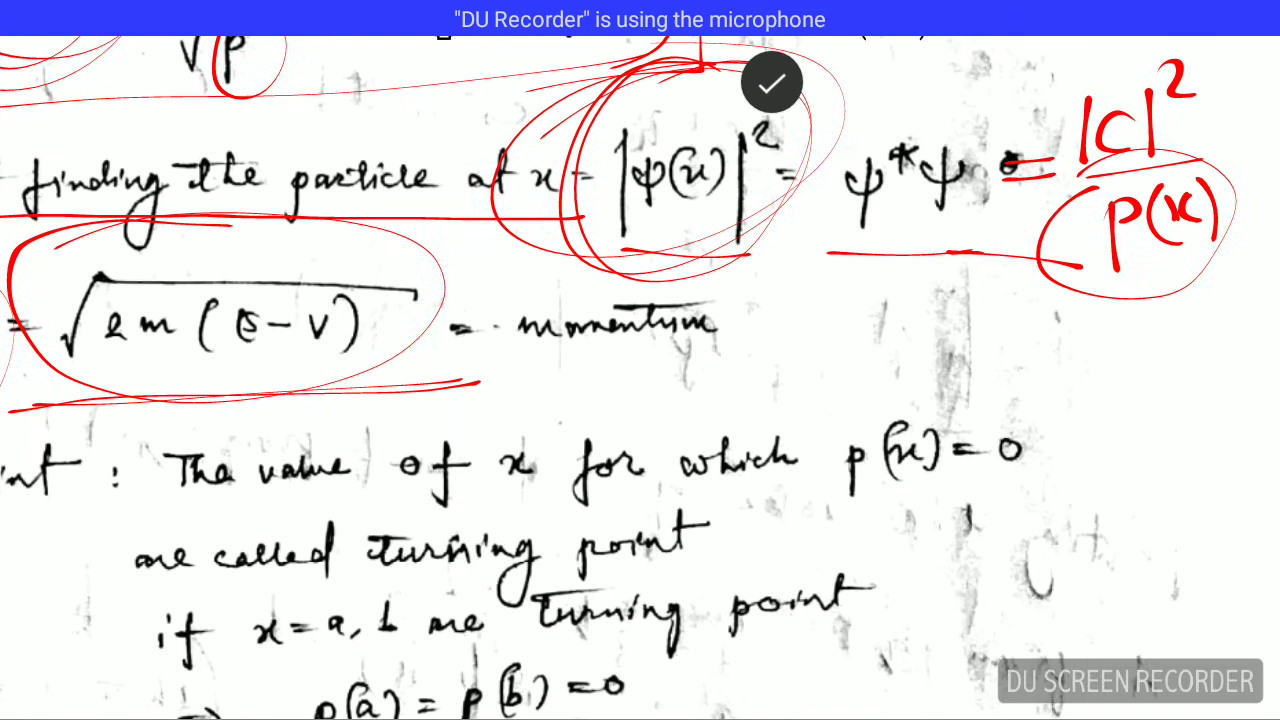 "DU Recorder" is using the microphone
√p
finding the particle at x = |ψ(x)|² = ψ*ψ = |C|² / p(x)
= √2m(E-V) = momentum
int : The value of x for which p(x) = 0
are called turning point
if x = a, b are turning point
⇒ p(a) = p(b) = 0
DU SCREEN RECORDER